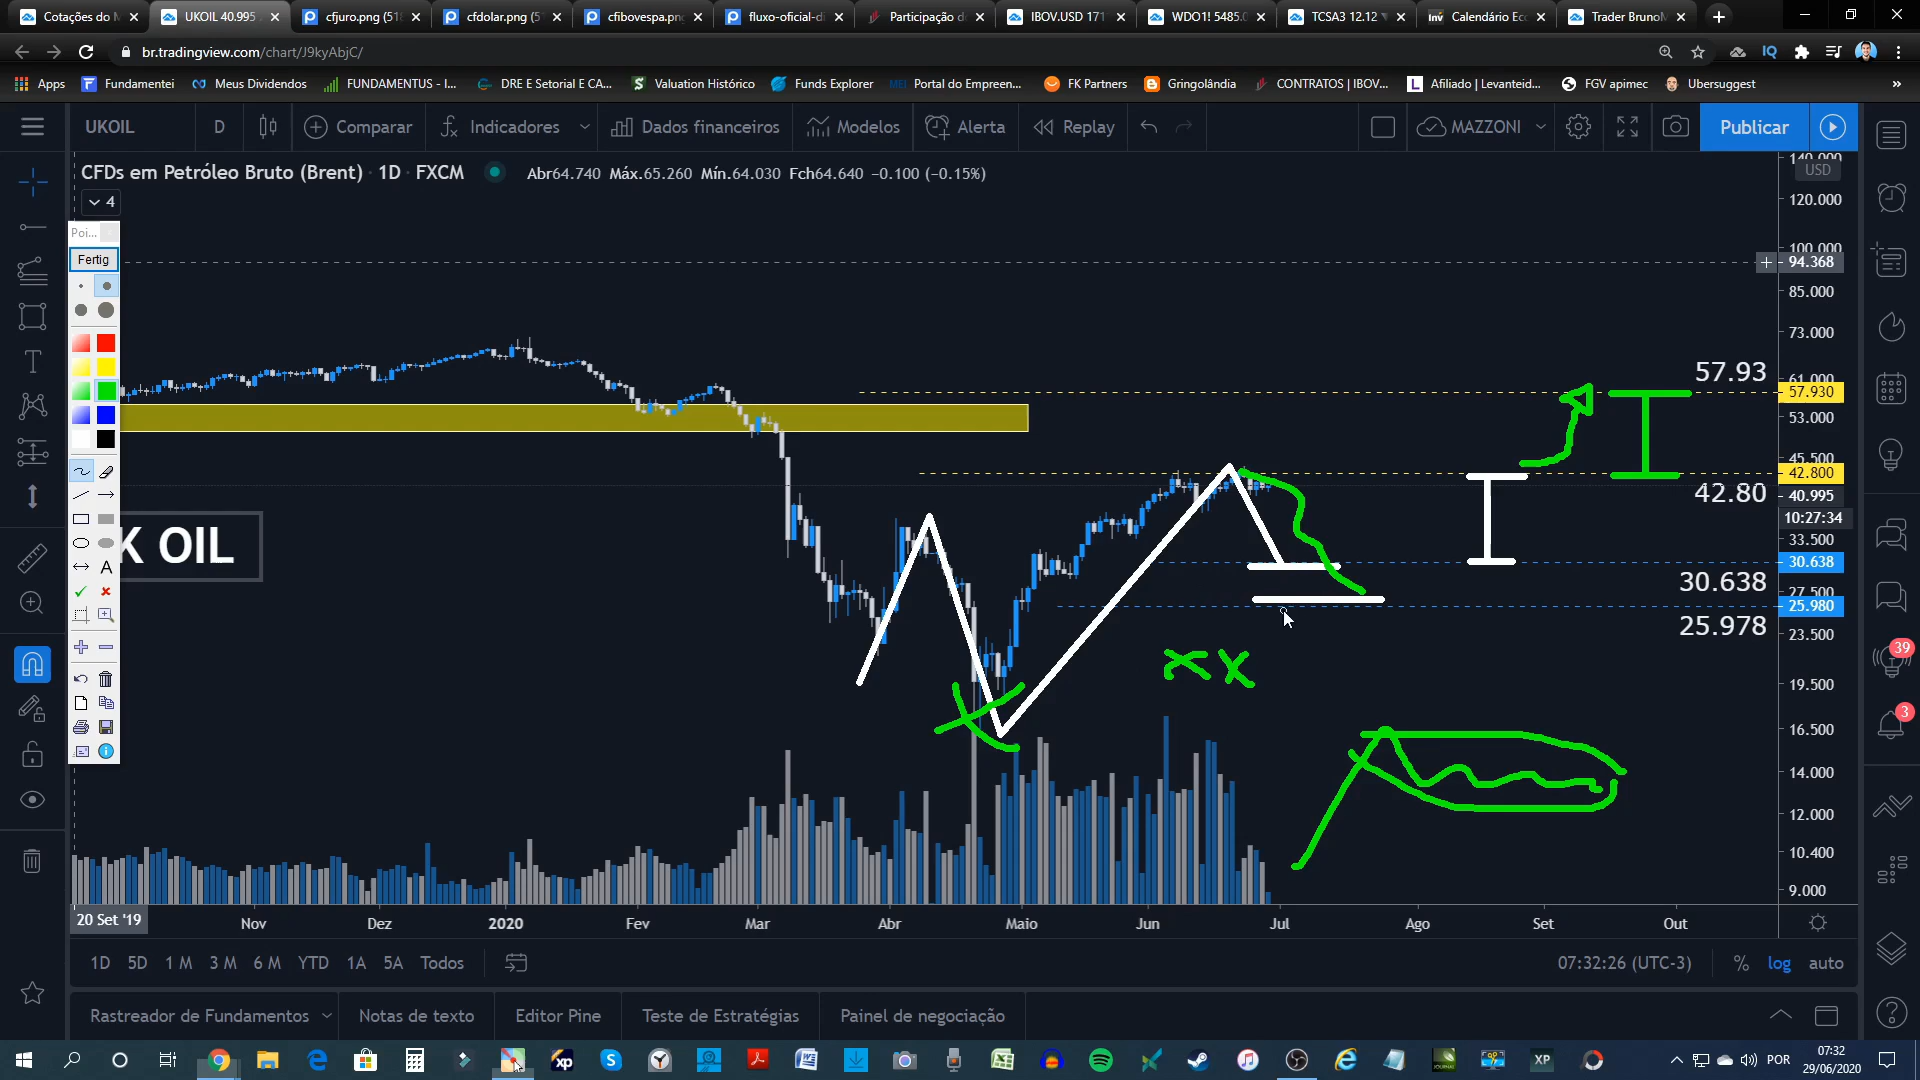 Cotações do M
UKOIL 40.995
cfjuro.png (518
cfdolar.png (5
cfibovespa.png
fluxo-oficial-d
Participação d
IBOV.USD 171
WDO1! 5485.0
TCSA3 12.12
Calendário Ec
Trader BrunoM
br.tradingview.com/chart/J9kyAbjC/
Apps
Fundamentei
Meus Dividendos
FUNDAMENTUS - I...
DRE E Setorial E CA...
Valuation Histórico
Funds Explorer
Portal do Empreen...
FK Partners
Gringolândia
CONTRATOS | IBOV...
Afiliado | Levanteid...
FGV apimec
Ubersuggest
UKOIL
D
Comparar
Indicadores
Dados financeiros
Modelos
Alerta
Replay
MAZZONI
Publicar
CFDs em Petróleo Bruto (Brent) · 1D · FXCM
Abr64.740 Máx.65.260 Mín.64.030 Fch64.640 −0.100 (−0.15%)
4
Poi...
Fertig
K OIL
57.93
42.80
30.638
25.978
XX
140.000
USD
120.000
100.000
94.368
85.000
73.000
61.000
57.930
53.000
45.500
42.800
40.995
10:27:34
33.500
30.638
27.500
25.980
23.500
19.500
16.500
14.000
12.000
10.400
9.000
39
3
20 Set '19
Nov
Dez
2020
Fev
Mar
Abr
Maio
Jun
Jul
Ago
Set
Out
1D 5D 1 M 3 M 6 M YTD 1A 5A Todos
07:32:26 (UTC-3)
% log auto
Rastreador de Fundamentos
Notas de texto
Editor Pine
Teste de Estratégias
Painel de negociação
POR
07:32
29/06/2020